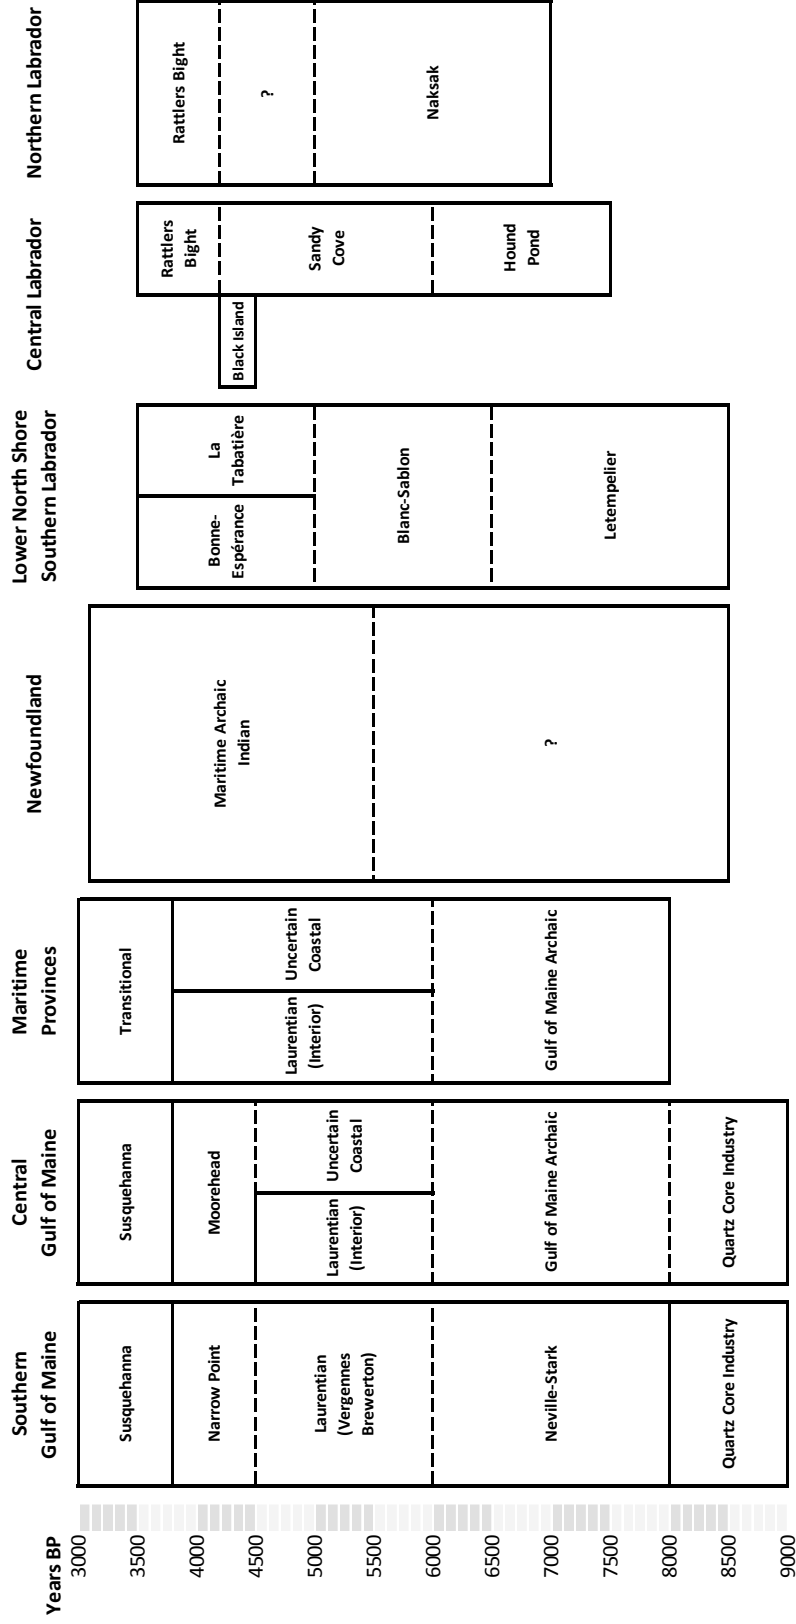 Years BP
3000
3500
4000
4500
5000
5500
6000
6500
7000
7500
8000
8500
9000
Southern
Gulf of Maine
Susquehanna
Narrow Point
Laurentian
(Vergennes
Brewerton)
Neville-Stark
Quartz Core Industry
Central
Gulf of Maine
Susquehanna
Moorehead
Laurentian
(Interior)
Uncertain
Coastal
Gulf of Maine Archaic
Quartz Core Industry
Maritime
Provinces
Transitional
Laurentian
(Interior)
Uncertain
Coastal
Gulf of Maine Archaic
Newfoundland
Maritime Archaic
Indian
?
Lower North Shore
Southern Labrador
Bonne-
Espérance
La
Tabatière
Blanc-Sablon
Letempelier
Central Labrador
Black Island
Rattlers
Bight
Sandy
Cove
Hound
Pond
Northern Labrador
Rattlers Bight
?
Naksak